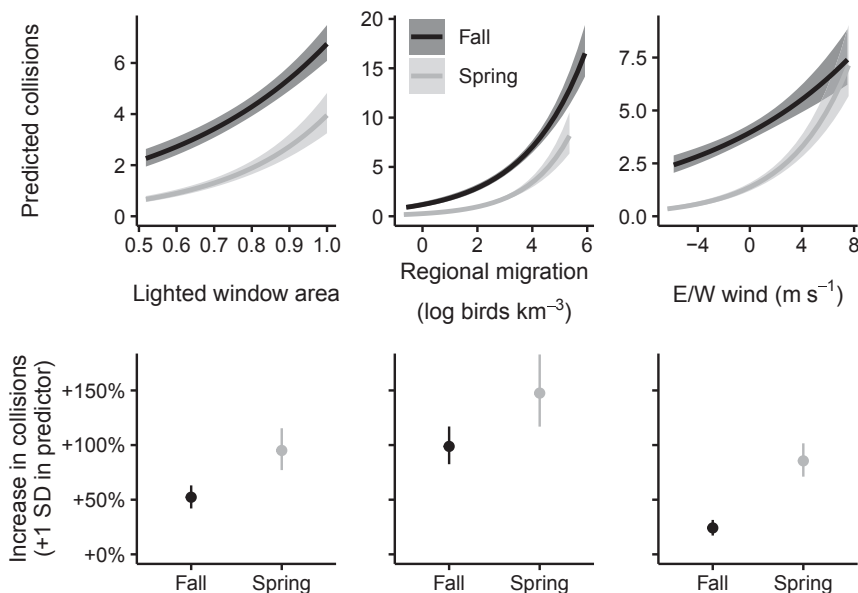 Predicted collisions
6
4
2
0
0.5 0.6 0.7 0.8 0.9 1.0
Lighted window area
20
15
10
5
0
Fall
Spring
0 2 4 6
Regional migration
(log birds km⁻³)
7.5
5.0
2.5
0.0
−4 0 4 8
E/W wind (m s⁻¹)
Increase in collisions
(+1 SD in predictor)
+150%
+100%
+50%
+0%
Fall Spring
Fall Spring
Fall Spring